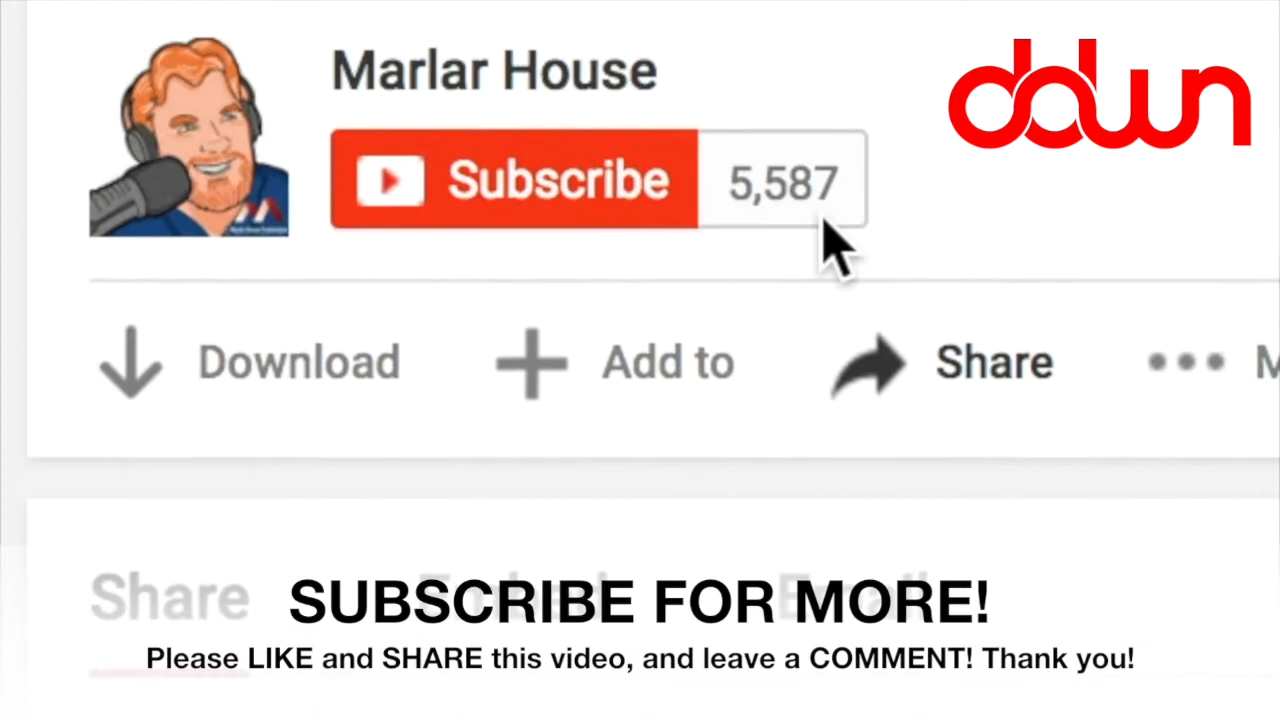 Marlar House
dawn
Subscribe 5,587
Download Add to Share
Share
SUBSCRIBE FOR MORE!
Please LIKE and SHARE this video, and leave a COMMENT! Thank you!